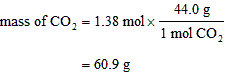 mass of CO₂ = 1.38 mol × 44.0 g / 1 mol CO₂
= 60.9 g